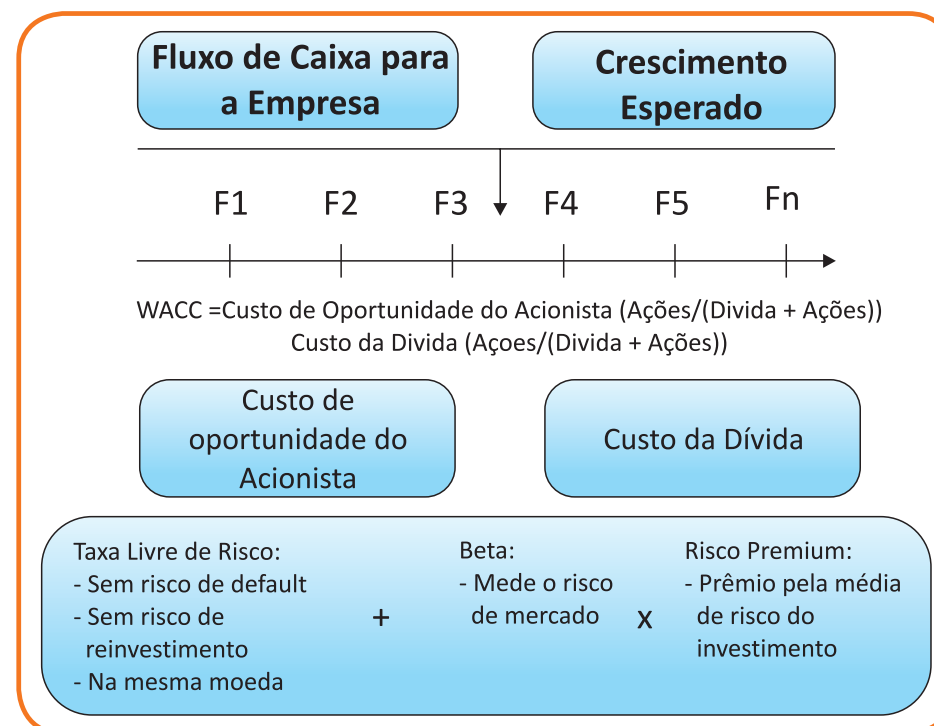 Fluxo de Caixa para
a Empresa
Crescimento
Esperado
F1 F2 F3 F4 F5 Fn
WACC =Custo de Oportunidade do Acionista (Ações/(Divida + Ações))
Custo da Divida (Açoes/(Divida + Ações))
Custo de
oportunidade do
Acionista
Custo da Dívida
Taxa Livre de Risco:
- Sem risco de default
- Sem risco de
reinvestimento
- Na mesma moeda
+
Beta:
- Mede o risco
de mercado
x
Risco Premium:
- Prêmio pela média
de risco do
investimento